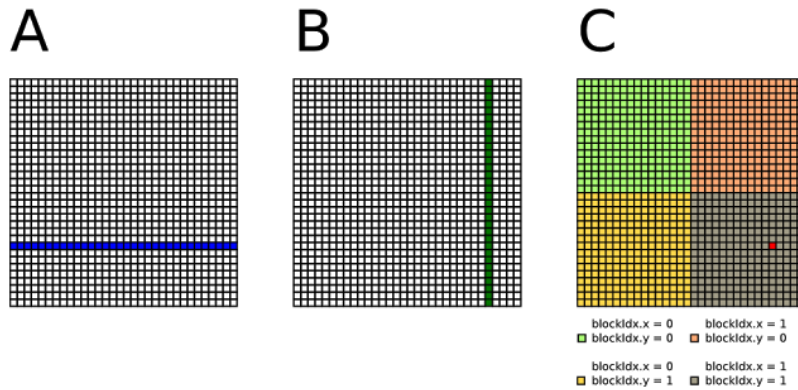 A B C
blockIdx.x = 0 blockIdx.x = 1
blockIdx.y = 0 blockIdx.y = 0
blockIdx.x = 0 blockIdx.x = 1
blockIdx.y = 1 blockIdx.y = 1